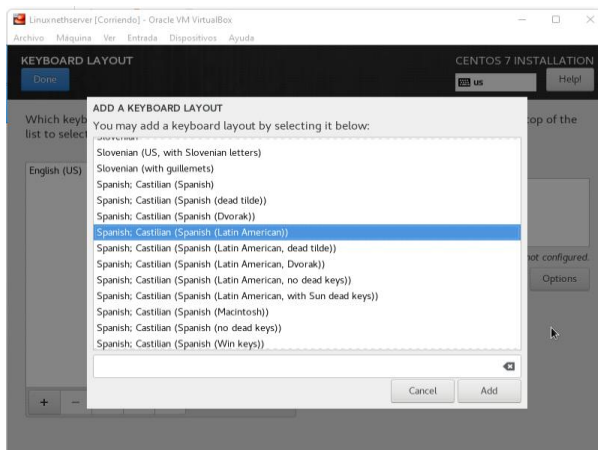 Linuxnethserver [Corriendo] - Oracle VM VirtualBox
Archivo Máquina Ver Entrada Dispositivos Ayuda
KEYBOARD LAYOUT
CENTOS 7 INSTALLATION
Done
us
Help!
Which keyb
top of the
list to select
ADD A KEYBOARD LAYOUT
You may add a keyboard layout by selecting it below:
English (US)
Slovenian
Slovenian (US, with Slovenian letters)
Slovenian (with guillemets)
Spanish; Castilian (Spanish)
Spanish; Castilian (Spanish (dead tilde))
Spanish; Castilian (Spanish (Dvorak))
Spanish; Castilian (Spanish (Latin American))
Spanish; Castilian (Spanish (Latin American, dead tilde))
Spanish; Castilian (Spanish (Latin American, Dvorak))
Spanish; Castilian (Spanish (Latin American, no dead keys))
Spanish; Castilian (Spanish (Latin American, with Sun dead keys))
Spanish; Castilian (Spanish (Macintosh))
Spanish; Castilian (Spanish (no dead keys))
Spanish; Castilian (Spanish (Win keys))
not configured.
Options
Cancel
Add